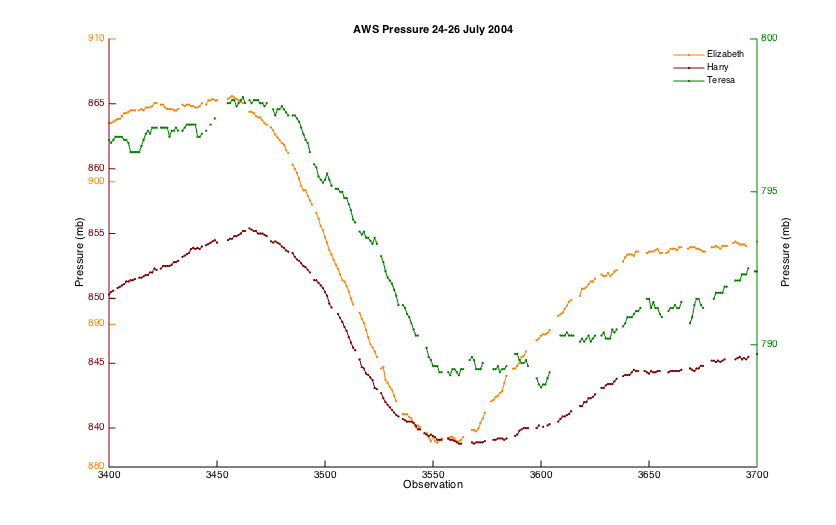 AWS Pressure 24-26 July 2004
910
800
Elizabeth
Harry
Teresa
865
860
900
795
855
Pressure (mb)
Pressure (mb)
850
890
790
845
840
880
3400
3450
3500
3550
3600
3650
3700
Observation